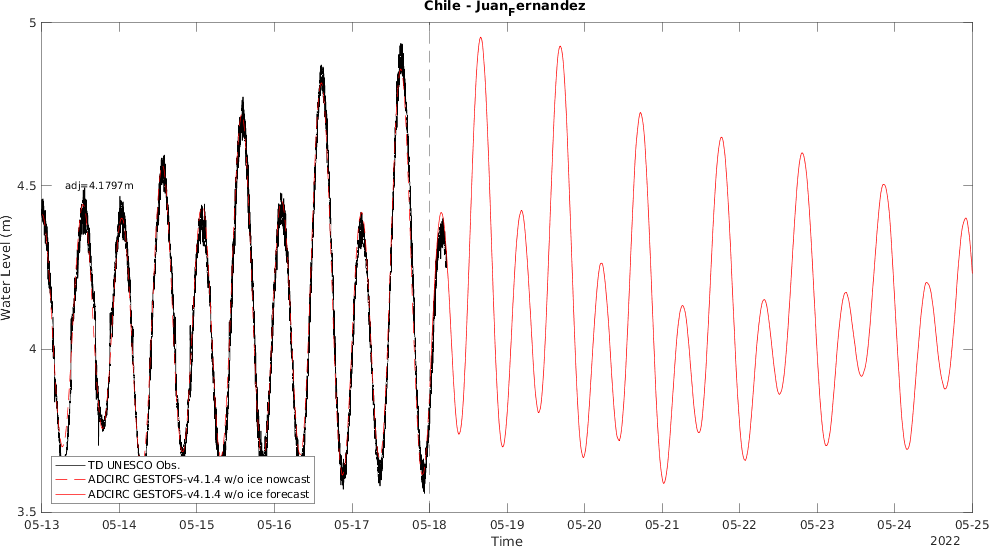 Chile - JuanFernandez
5
4.5
4
3.5
Water Level (m)
adj=4.1797m
TD UNESCO Obs.
ADCIRC GESTOFS-v4.1.4 w/o ice nowcast
ADCIRC GESTOFS-v4.1.4 w/o ice forecast
05-13 05-14 05-15 05-16 05-17 05-18 05-19 05-20 05-21 05-22 05-23 05-24 05-25
Time
2022